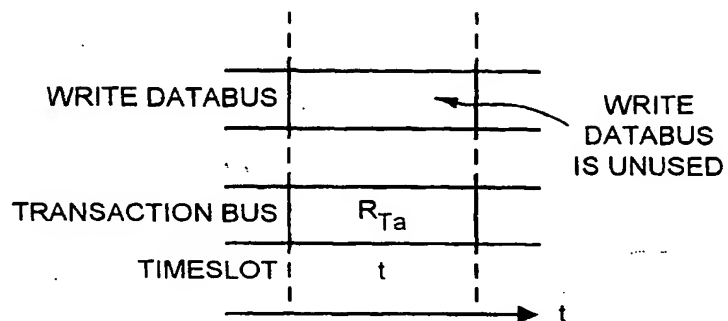 WRITE DATABUS
WRITE
DATABUS
IS UNUSED
TRANSACTION BUS
R_Ta
TIMESLOT
t
t